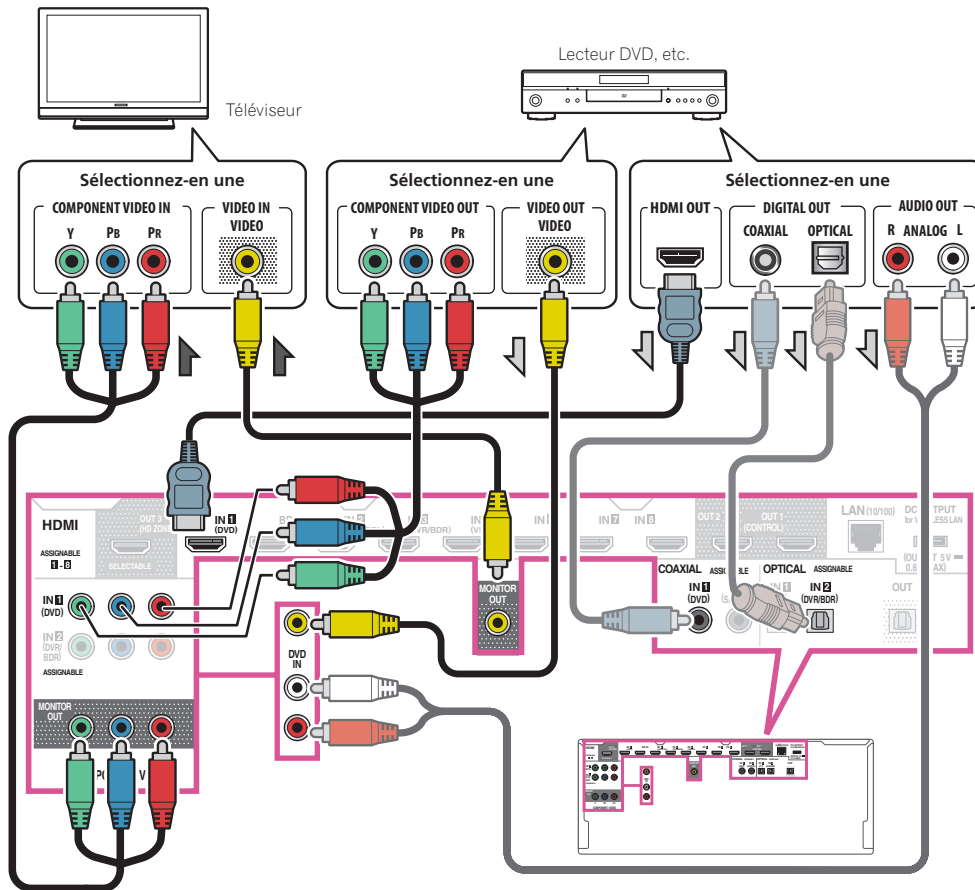 Lecteur DVD, etc.
Téléviseur
Sélectionnez-en une
Sélectionnez-en une
Sélectionnez-en une
COMPONENT VIDEO IN
VIDEO IN
COMPONENT VIDEO OUT
VIDEO OUT
HDMI OUT
DIGITAL OUT
AUDIO OUT
Y PB PR
VIDEO
Y PB PR
VIDEO
COAXIAL OPTICAL
R ANALOG L
HDMI
OUT 3
(HD ZONE)
SELECTABLE
IN 1
(DVD)
IN 7
IN 8
OUT 2
OUT 1
(CONTROL)
LAN (10/100)
ASSIGNABLE
1 - 8
IN 1
(DVD)
IN 2
(DVR/
BDR)
ASSIGNABLE
MONITOR
OUT
DVD
IN
MONITOR
OUT
COAXIAL ASSIGNABLE
IN 1
(DVD)
OPTICAL ASSIGNABLE
IN 1
IN 2
(DVR/BDR)
OUT